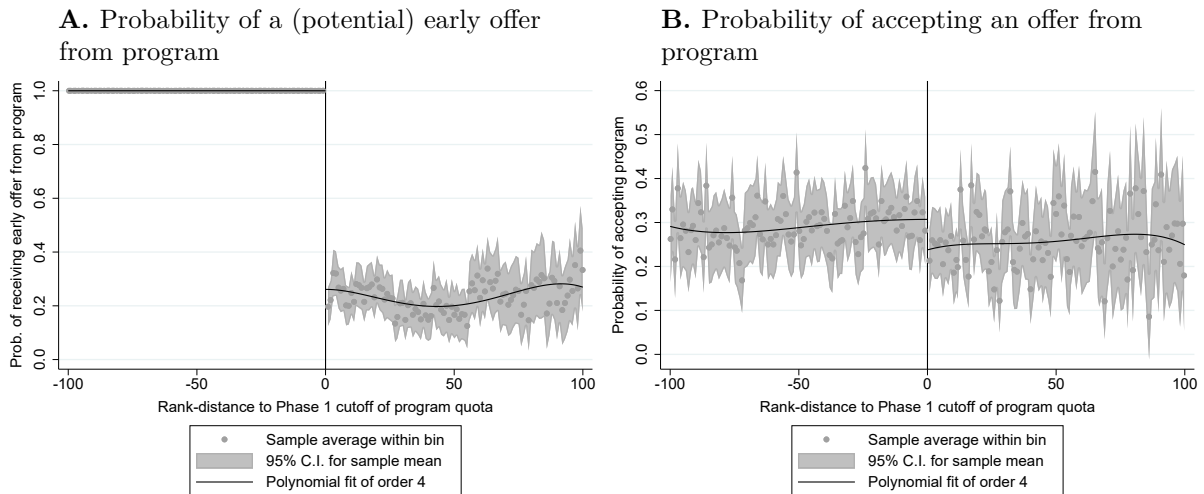 A. Probability of a (potential) early offer
from program
Prob. of receiving early offer from program
1.0
0.8
0.6
0.4
0.2
0.0
-100
-50
0
50
100
Rank-distance to Phase 1 cutoff of program quota
Sample average within bin
95% C.I. for sample mean
Polynomial fit of order 4
B. Probability of accepting an offer from
program
Probability of accepting program
0.6
0.5
0.4
0.3
0.2
0.1
0.0
-100
-50
0
50
100
Rank-distance to Phase 1 cutoff of program quota
Sample average within bin
95% C.I. for sample mean
Polynomial fit of order 4